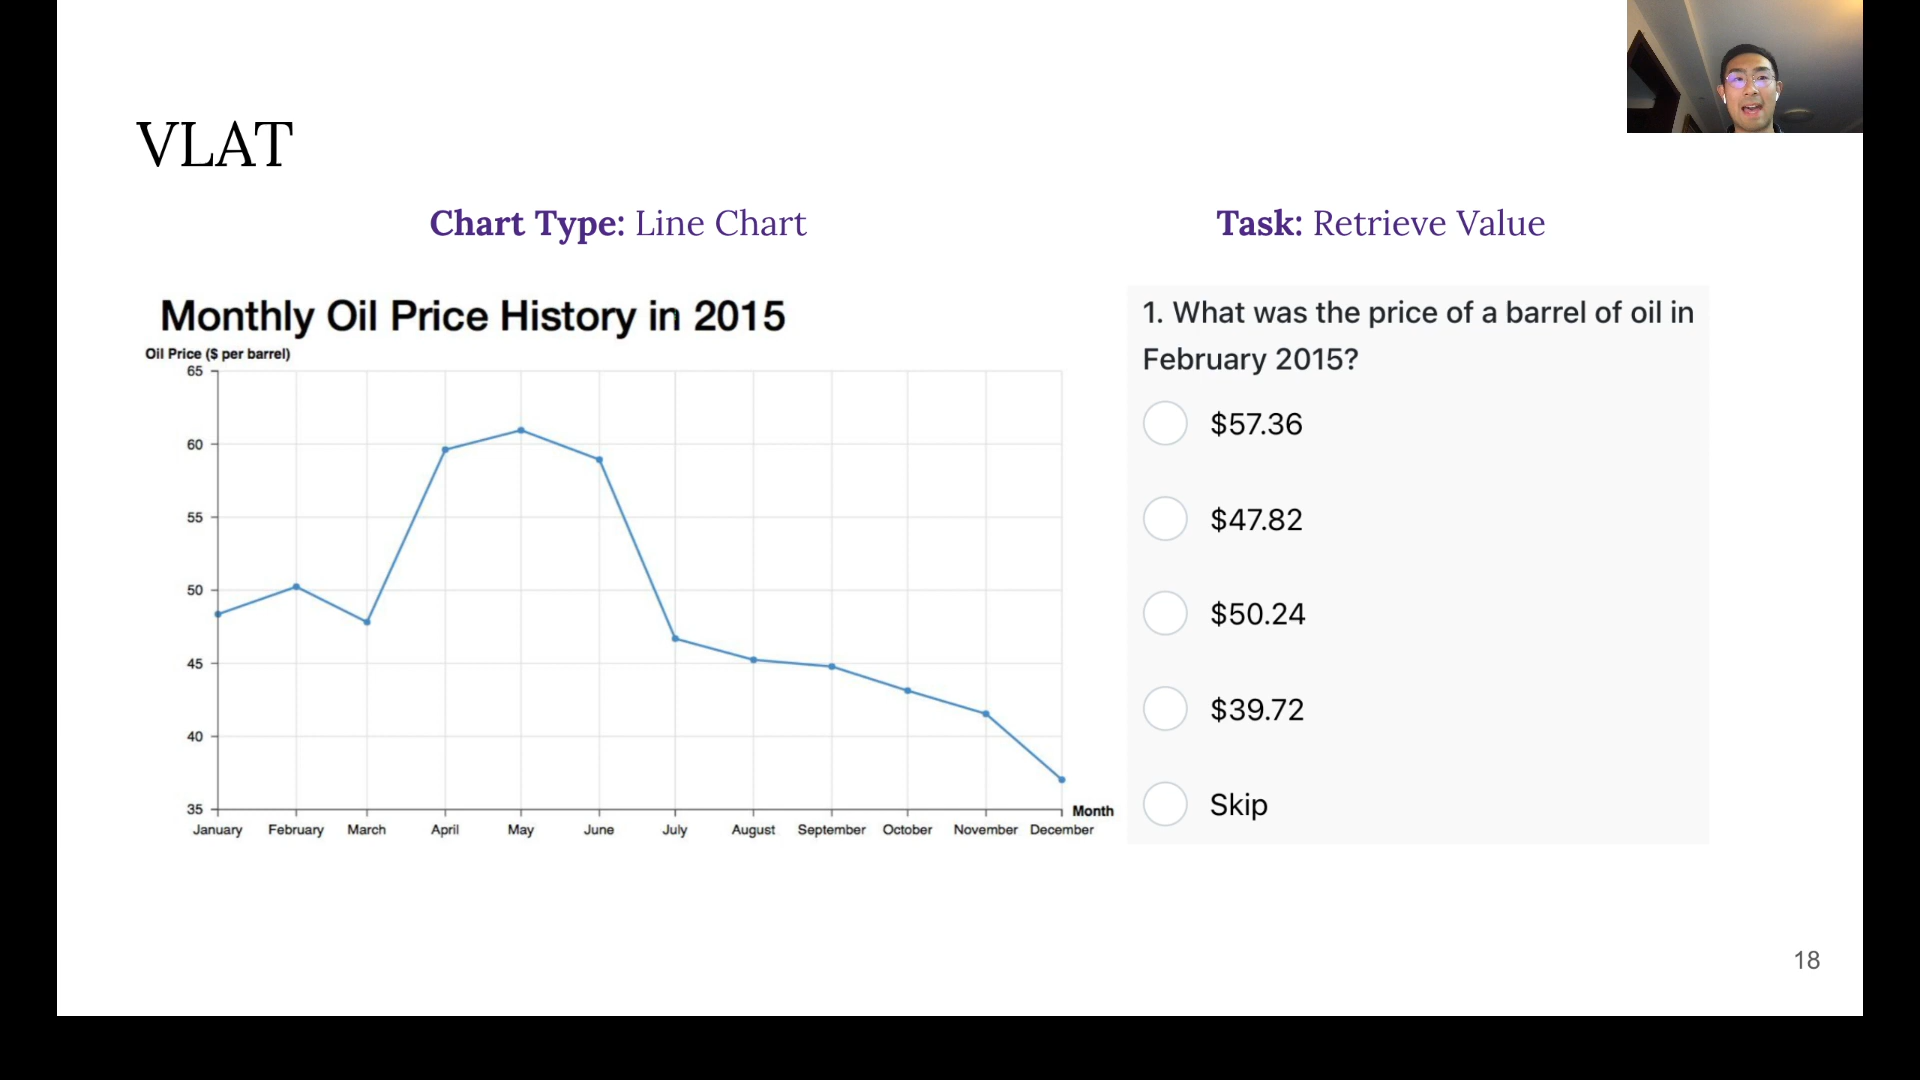 VLAT
Chart Type: Line Chart
Task: Retrieve Value
Monthly Oil Price History in 2015
Oil Price ($ per barrel)
65
60
55
50
45
40
35
January February March April May June July August September October November December
Month
1. What was the price of a barrel of oil in
February 2015?
$57.36
$47.82
$50.24
$39.72
Skip
18